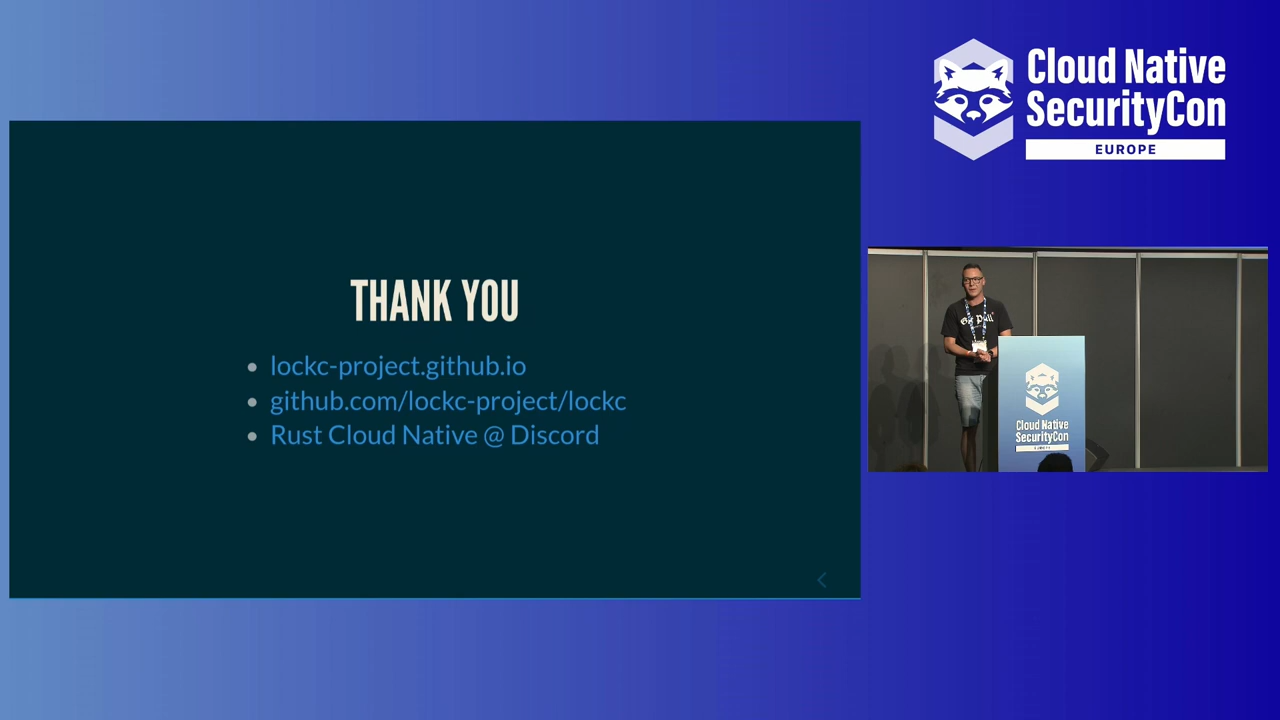 Cloud Native
SecurityCon
EUROPE
THANK YOU
lockc-project.github.io
github.com/lockc-project/lockc
Rust Cloud Native @ Discord
Cloud Native
SecurityCon
EUROPE